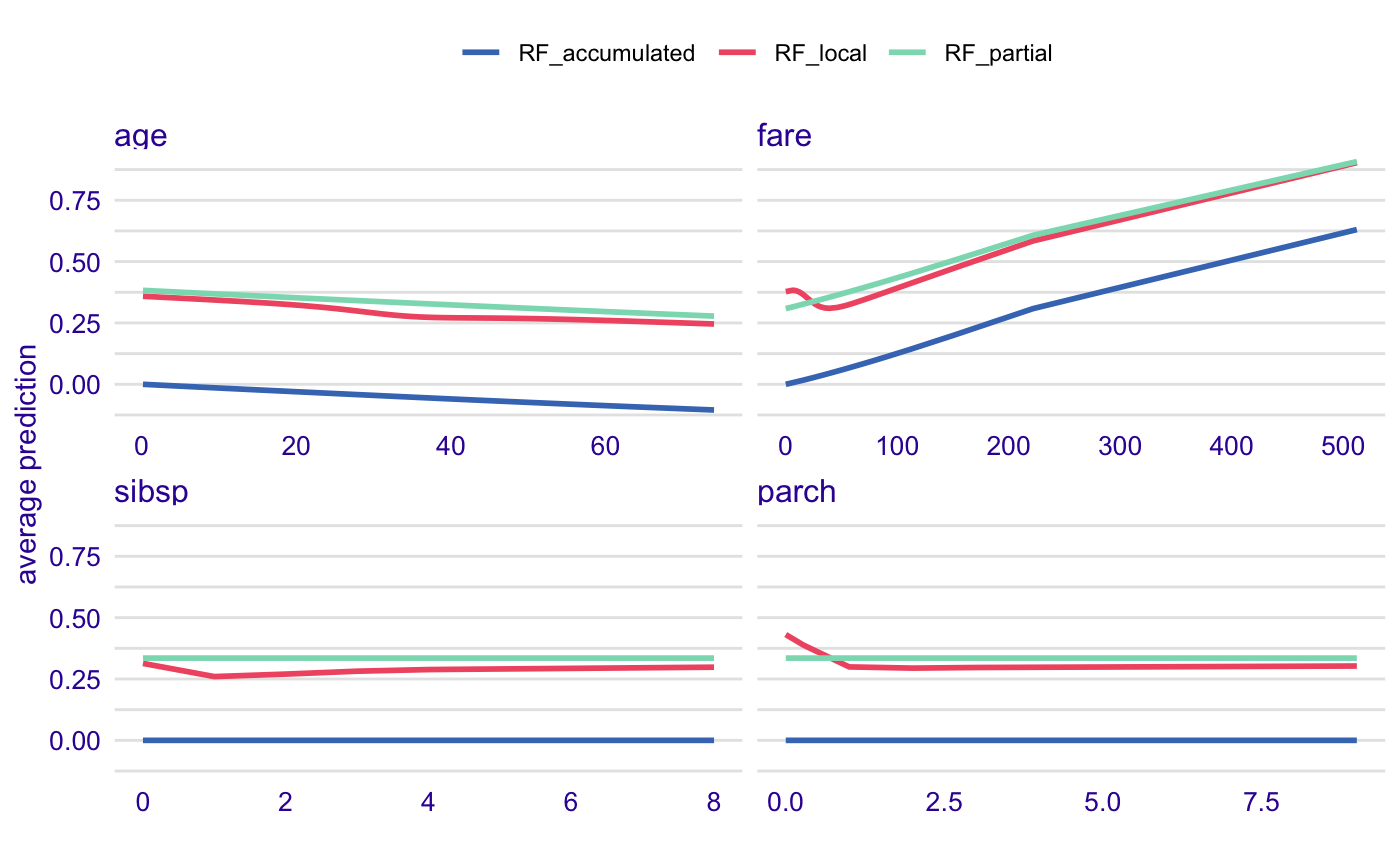 RF_accumulated RF_local RF_partial
age fare
0.75
0.50
0.25
0.00
0 20 40 60 0 100 200 300 400 500
average prediction
sibsp parch
0.75
0.50
0.25
0.00
0 2 4 6 8 0.0 2.5 5.0 7.5